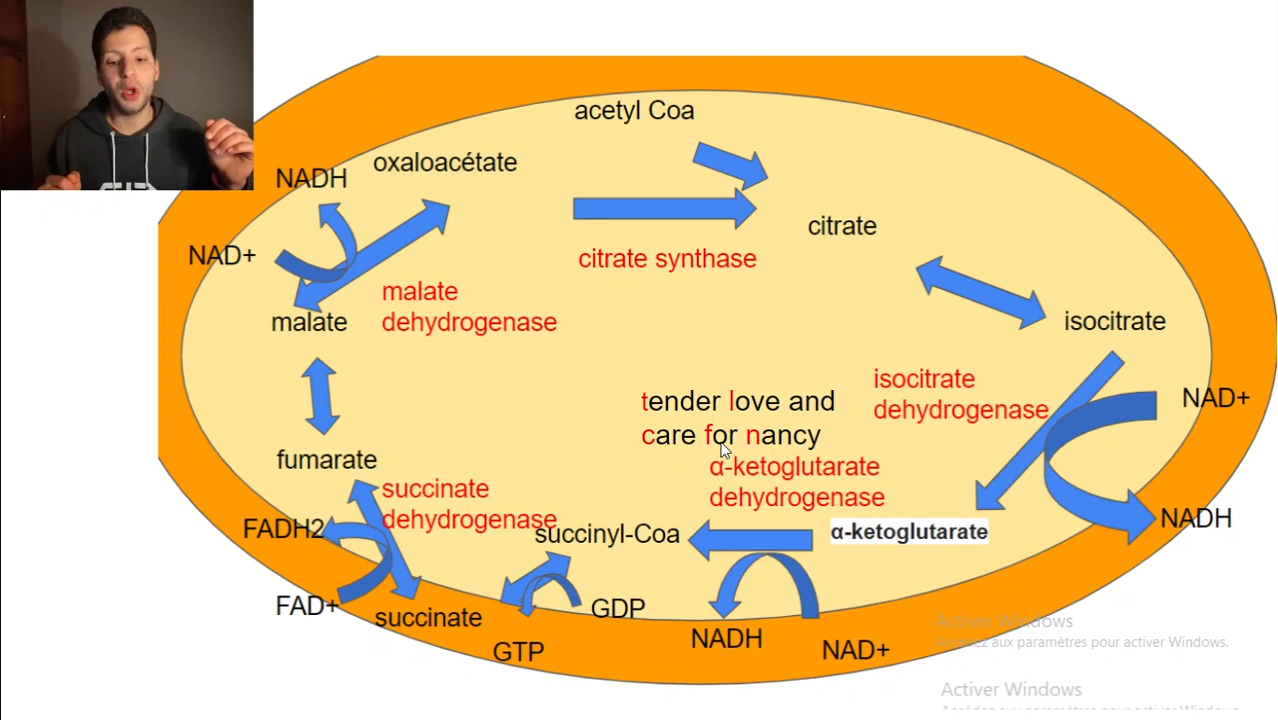 acetyl Coa
oxaloacétate
NADH
citrate
NAD+
citrate synthase
malate
dehydrogenase
malate
isocitrate
isocitrate
dehydrogenase
NAD+
tender love and
care for nancy
fumarate
α-ketoglutarate
dehydrogenase
succinate
dehydrogenase
FADH2
succinyl-Coa
α-ketoglutarate
NADH
FAD+
succinate
GDP
GTP
NADH
NAD+
Activer Windows
Accédez aux paramètres pour activer Windows.
Activer Windows